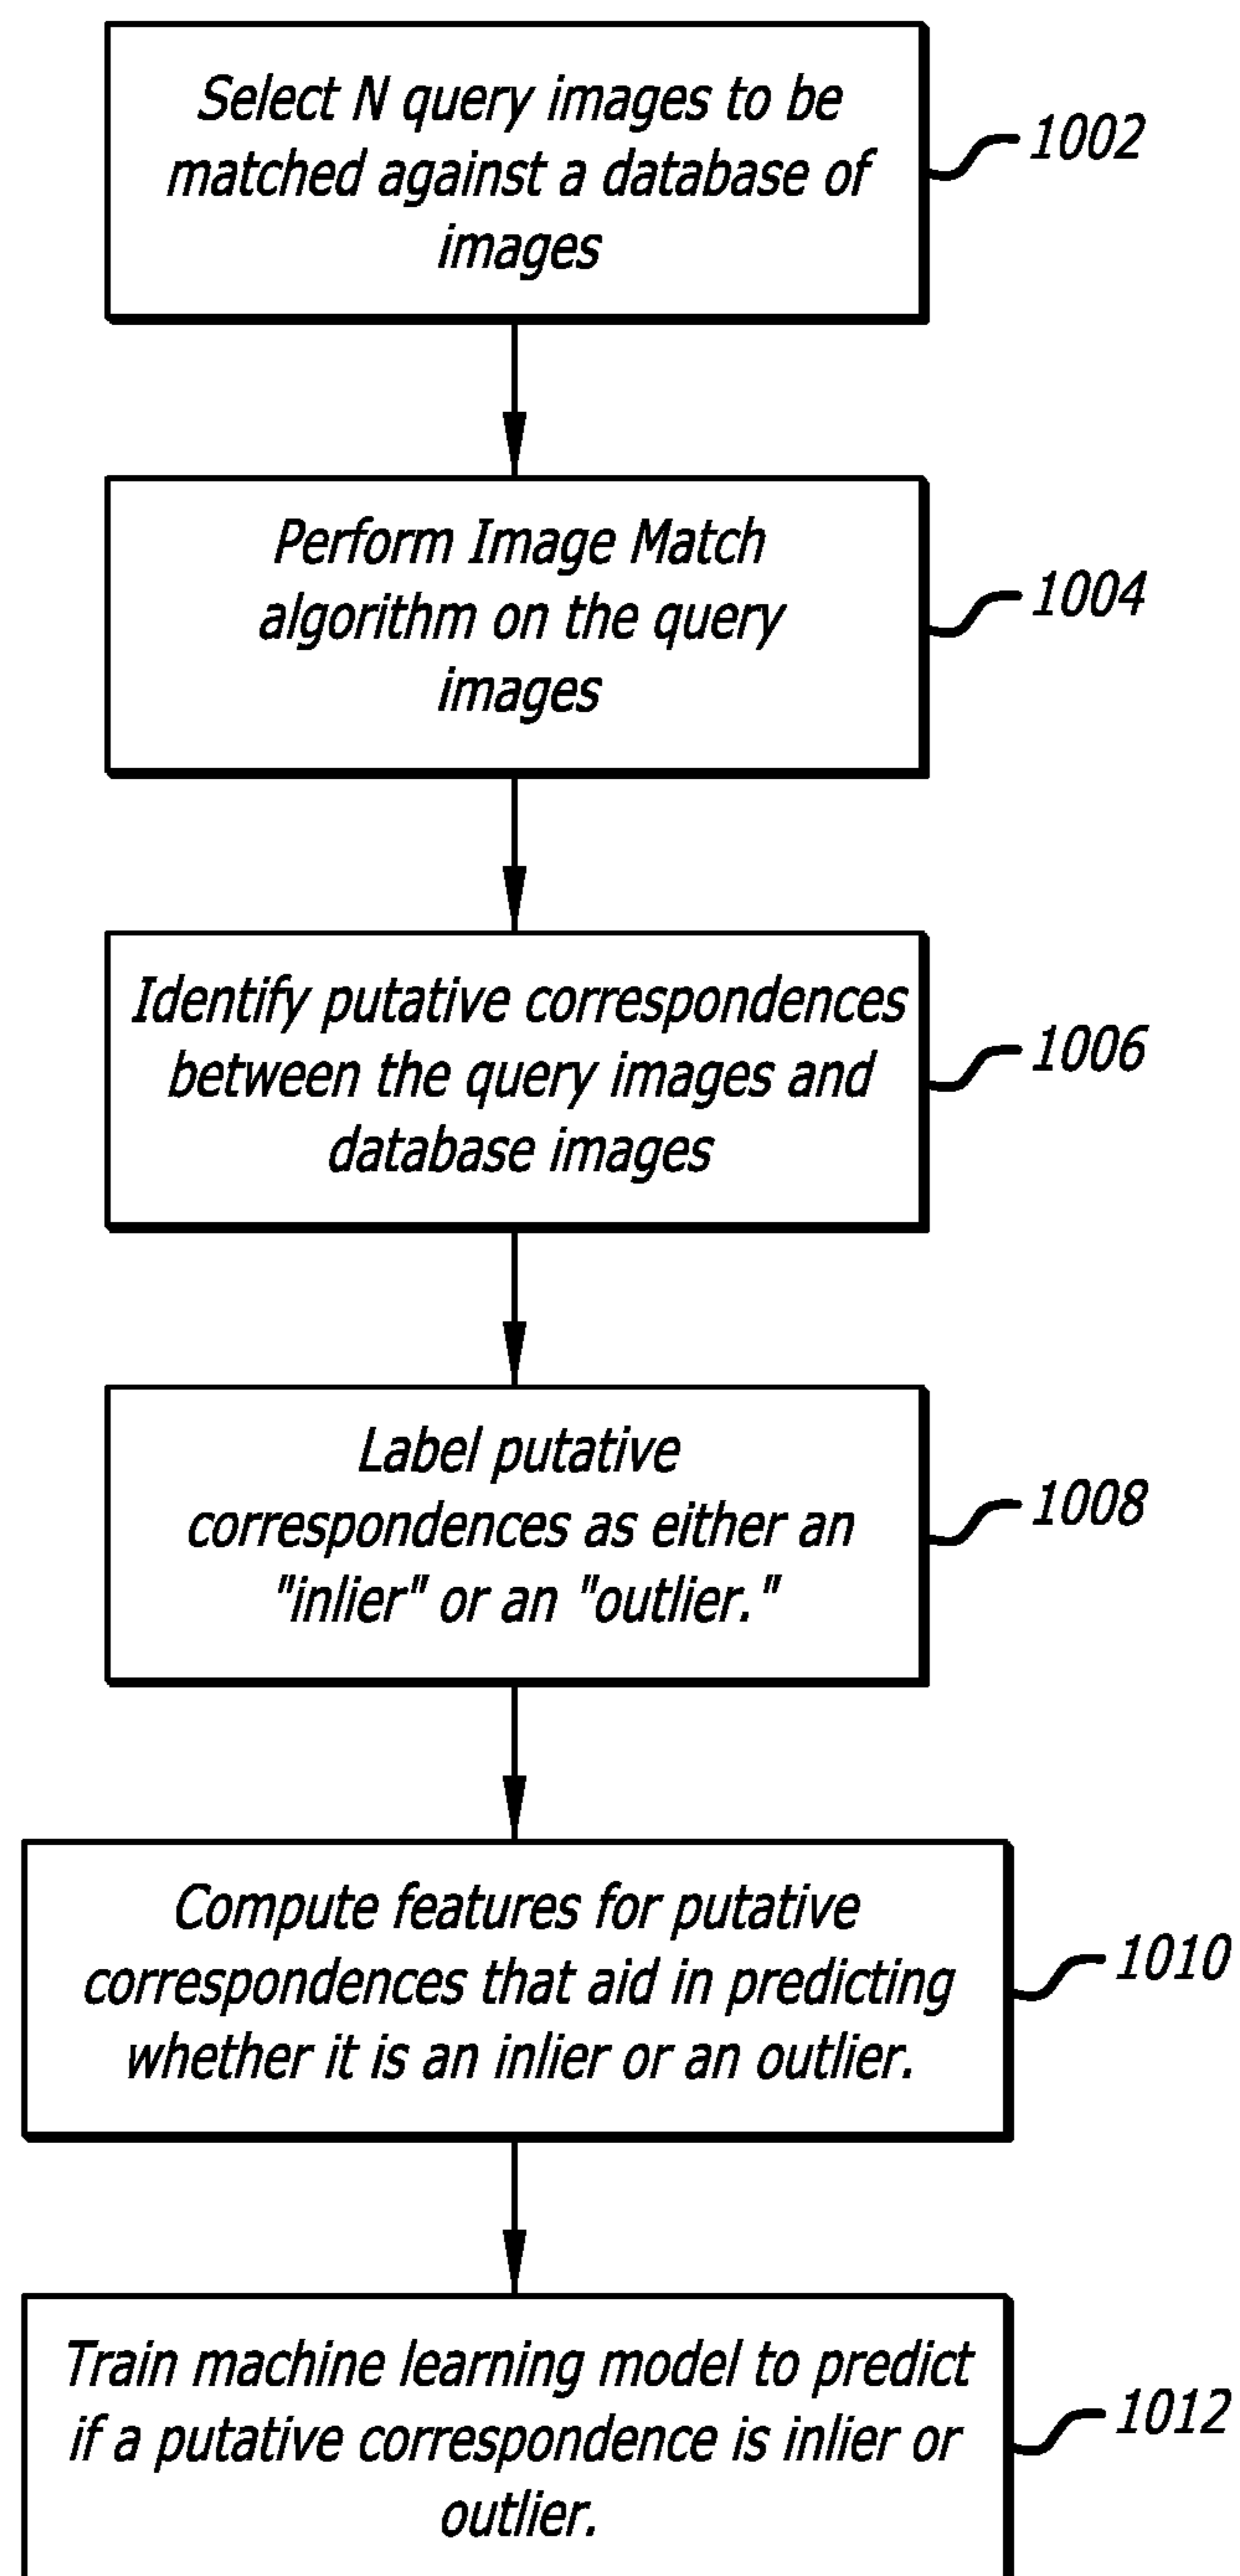 Select N query images to be
matched against a database of
images
1002
Perform Image Match
algorithm on the query
images
1004
Identify putative correspondences
between the query images and
database images
1006
Label putative
correspondences as either an
"inlier" or an "outlier."
1008
Compute features for putative
correspondences that aid in predicting
whether it is an inlier or an outlier.
1010
Train machine learning model to predict
if a putative correspondence is inlier or
outlier.
1012